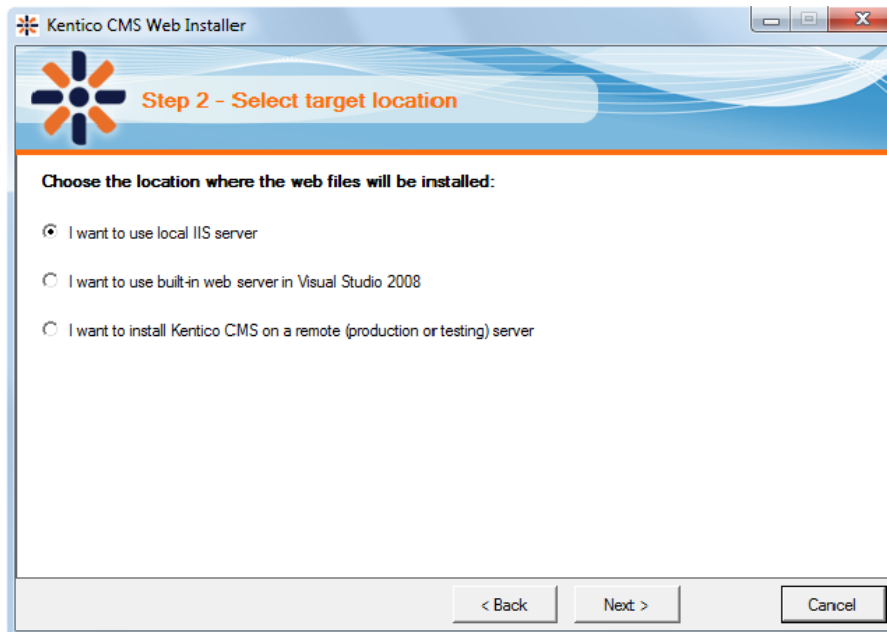 Kentico CMS Web Installer
Step 2 - Select target location
Choose the location where the web files will be installed:
I want to use local IIS server
I want to use built-in web server in Visual Studio 2008
I want to install Kentico CMS on a remote (production or testing) server
< Back Next > Cancel